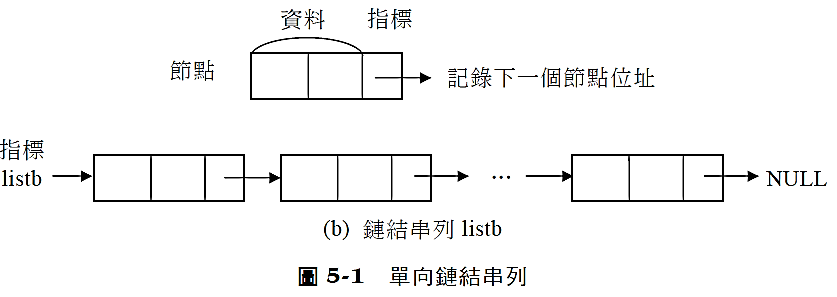 資料 指標
節點
記錄下一個節點位址
指標
listb
…
NULL
(b) 鏈結串列 listb
圖 5-1 單向鏈結串列